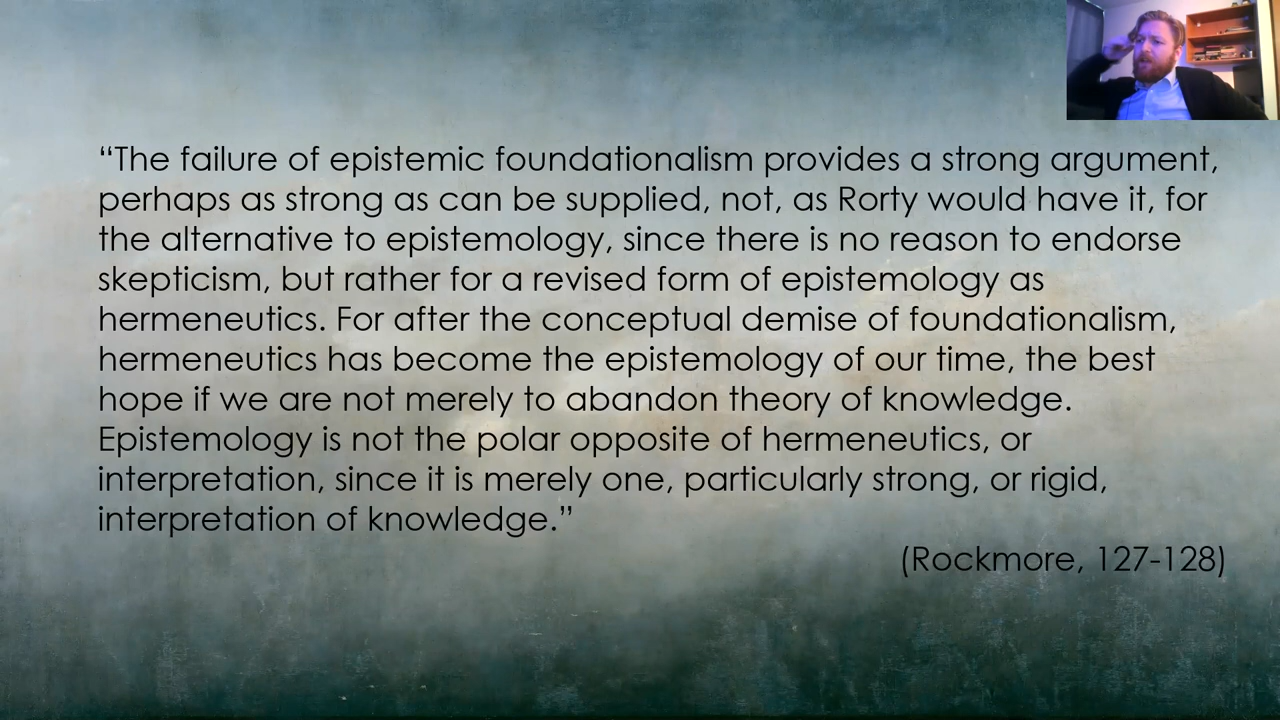 “The failure of epistemic foundationalism provides a strong argument,
perhaps as strong as can be supplied, not, as Rorty would have it, for
the alternative to epistemology, since there is no reason to endorse
skepticism, but rather for a revised form of epistemology as
hermeneutics. For after the conceptual demise of foundationalism,
hermeneutics has become the epistemology of our time, the best
hope if we are not merely to abandon theory of knowledge.
Epistemology is not the polar opposite of hermeneutics, or
interpretation, since it is merely one, particularly strong, or rigid,
interpretation of knowledge.”
(Rockmore, 127-128)